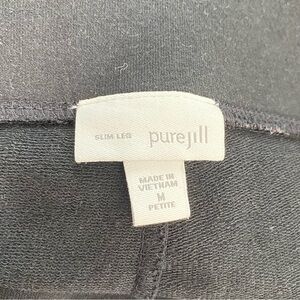 SLIM LEG purejill
MADE IN
VIETNAM
M
PETITE